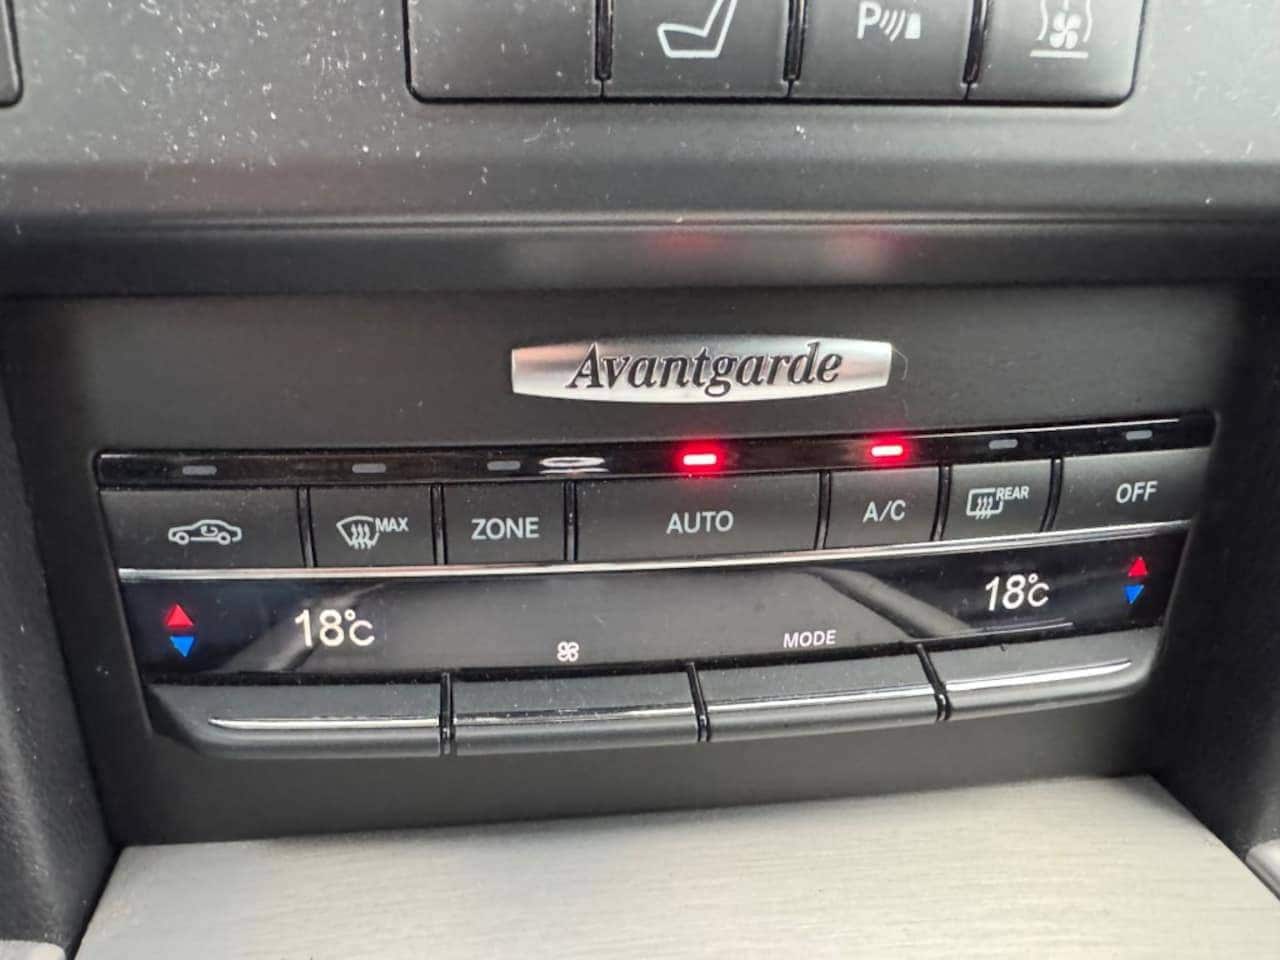 P
Avantgarde
MAX
ZONE
AUTO
A/C
REAR
OFF
18°C
MODE
18°C